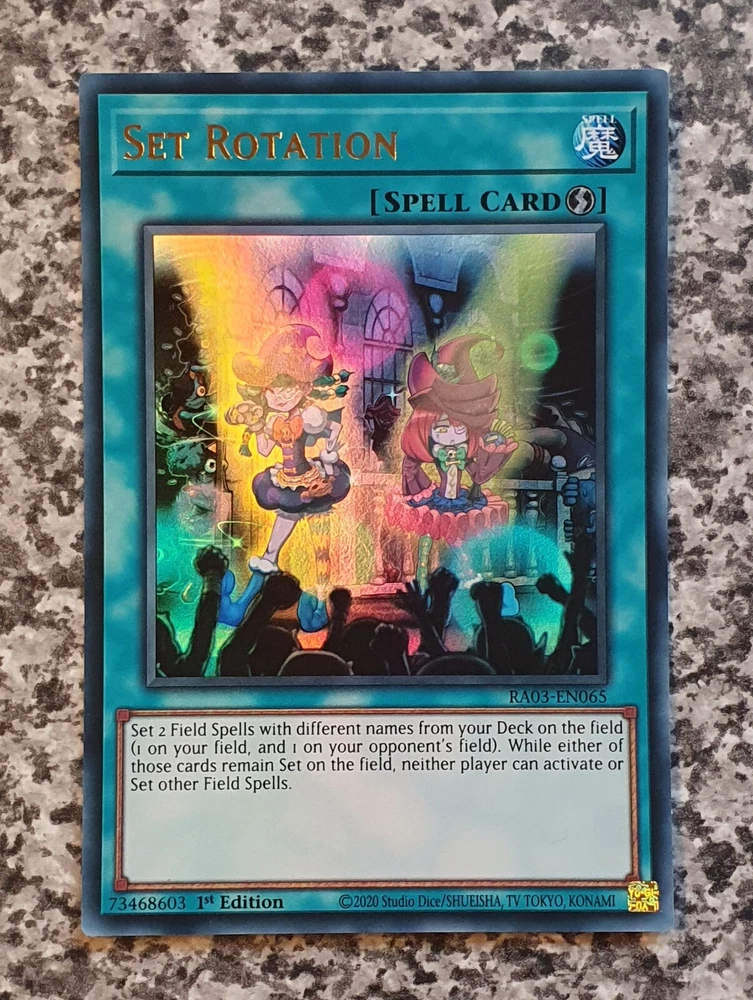 SET ROTATION
SPELL
魔
[SPELL CARD]
RA03-EN065
Set 2 Field Spells with different names from your Deck on the field
(1 on your field, and 1 on your opponent's field). While either of
those cards remain Set on the field, neither player can activate or
Set other Field Spells.
73468603 1st Edition ©2020 Studio Dice/SHUEISHA, TV TOKYO, KONAMI